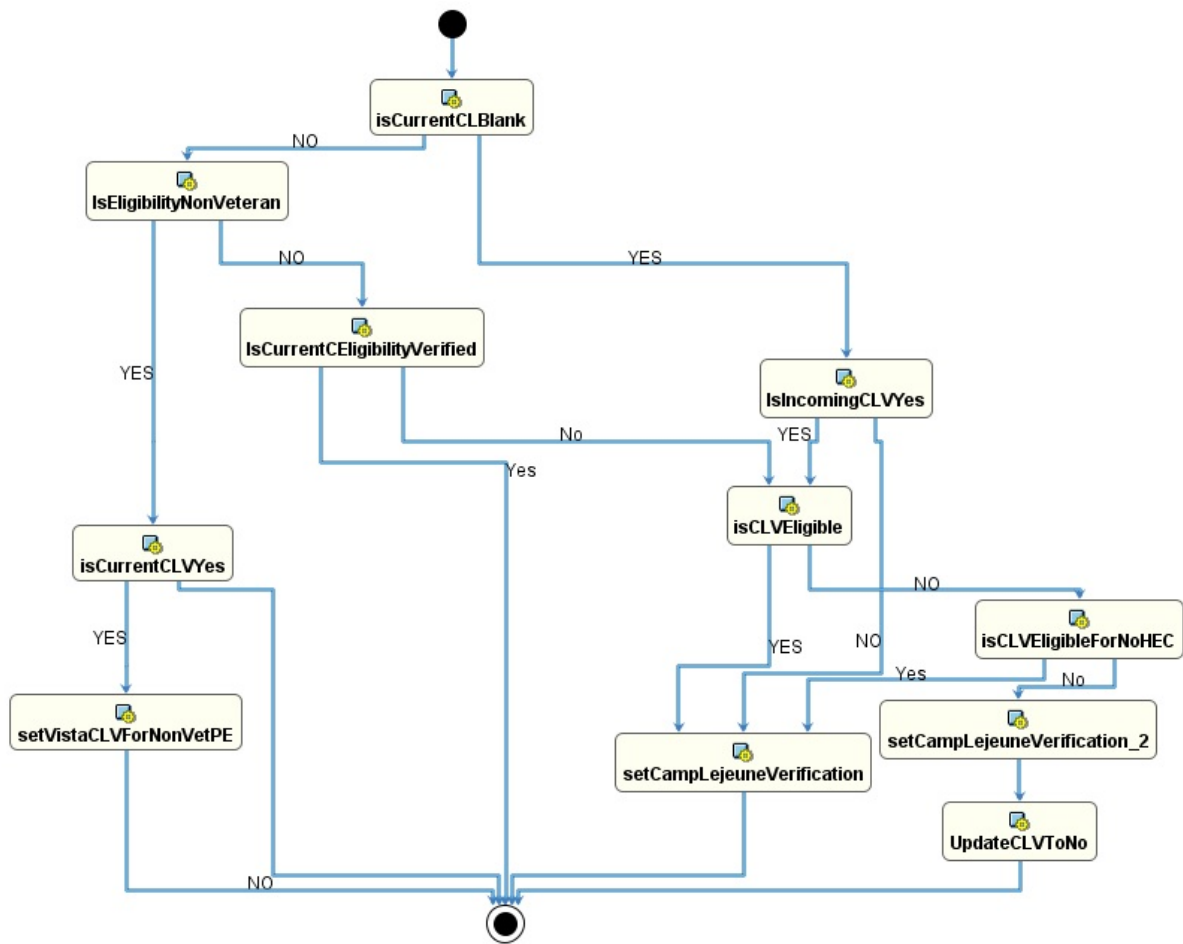 isCurrentCLBlank
NO
IsEligibilityNonVeteran
NO
YES
IsCurrentCEligibilityVerified
YES
IsIncomingCLVYes
No
YES
Yes
isCLVEligible
isCurrentCLVYes
NO
isCLVEligibleForNoHEC
YES
YES
NO
Yes
No
setVistaCLVForNonVetPE
setCampLejeuneVerification_2
setCampLejeuneVerification
UpdateCLVToNo
NO